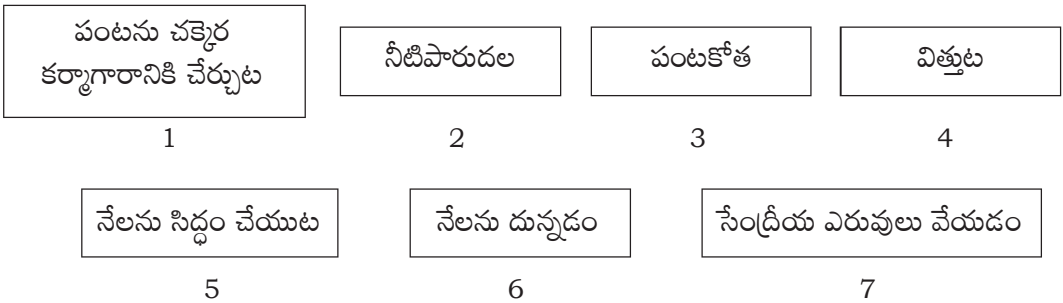 పంటను చక్కెర
కర్మాగారానికి చేర్చుట
నీటిపారుదల
పంటకోత
విత్తుట
1
2
3
4
నేలను సిద్ధం చేయుట
నేలను దున్నడం
సేంద్రీయ ఎరువులు వేయడం
5
6
7